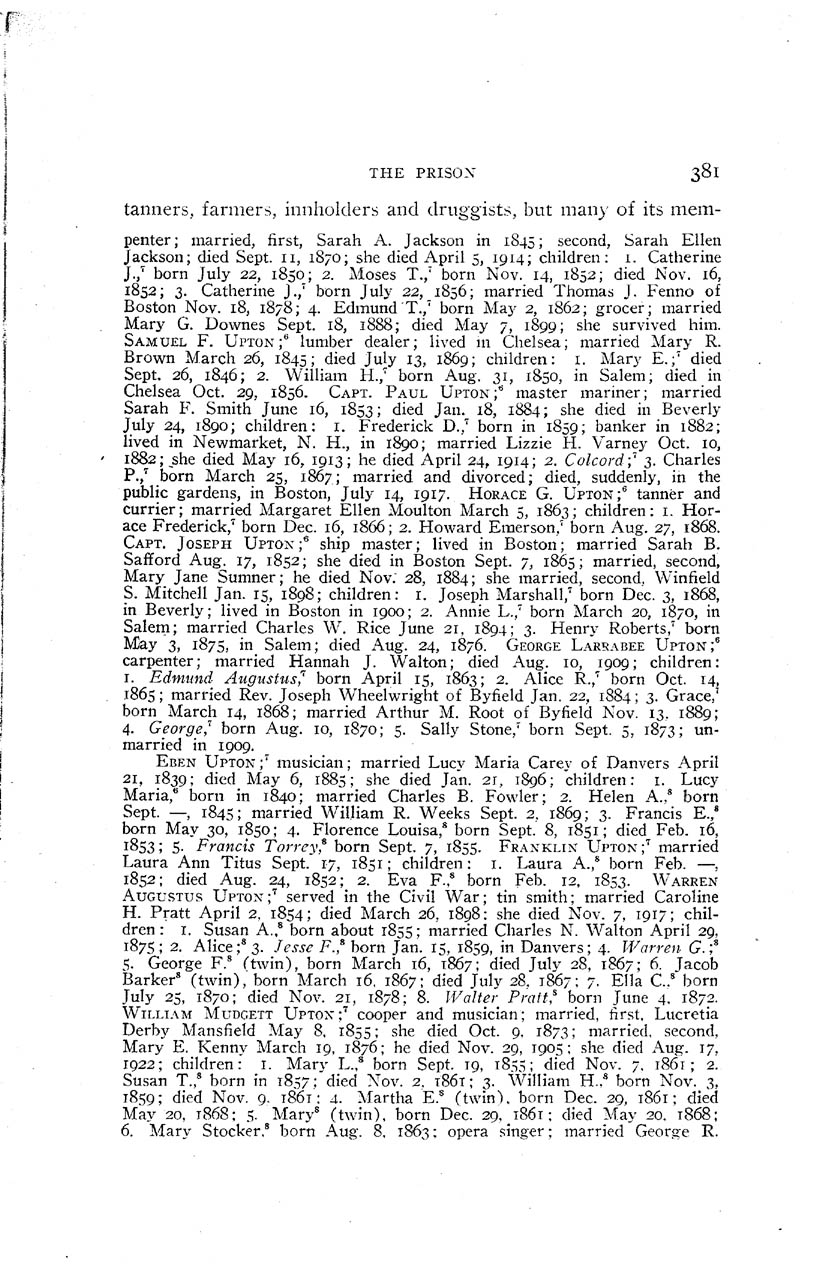 THE PRISON 381
tanners, farmers, innholders and druggists, but many of its mem-
penter; married, first, Sarah A. Jackson in 1845; second, Sarah Ellen
Jackson; died Sept. 11, 1870; she died April 5, 1914; children: 1. Catherine
J.,⁷ born July 22, 1850; 2. Moses T.,⁷ born Nov. 14, 1852; died Nov. 16,
1852; 3. Catherine J.,⁷ born July 22, 1856; married Thomas J. Fenno of
Boston Nov. 18, 1878; 4. Edmund T.,⁷ born May 2, 1862; grocer; married
Mary G. Downes Sept. 18, 1888; died May 7, 1899; she survived him.
SAMUEL F. UPTON;⁶ lumber dealer; lived in Chelsea; married Mary R.
Brown March 26, 1845; died July 13, 1869; children: 1. Mary E.;⁷ died
Sept. 26, 1846; 2. William H.,⁷ born Aug. 31, 1850, in Salem; died in
Chelsea Oct. 29, 1856. CAPT. PAUL UPTON;⁶ master mariner; married
Sarah F. Smith June 16, 1853; died Jan. 18, 1884; she died in Beverly
July 24, 1890; children: 1. Frederick D.,⁷ born in 1859; banker in 1882;
lived in Newmarket, N. H., in 1890; married Lizzie H. Varney Oct. 10,
1882; she died May 16, 1913; he died April 24, 1914; 2. Colcord;⁷ 3. Charles
P.,⁷ born March 25, 1867; married and divorced; died, suddenly, in the
public gardens, in Boston, July 14, 1917. HORACE G. UPTON;⁶ tanner and
currier; married Margaret Ellen Moulton March 5, 1863; children: 1. Hor-
ace Frederick,⁷ born Dec. 16, 1866; 2. Howard Emerson,⁷ born Aug. 27, 1868.
CAPT. JOSEPH UPTON;⁶ ship master; lived in Boston; married Sarah B.
Safford Aug. 17, 1852; she died in Boston Sept. 7, 1865; married, second,
Mary Jane Sumner; he died Nov. 28, 1884; she married, second, Winfield
S. Mitchell Jan. 15, 1898; children: 1. Joseph Marshall,⁷ born Dec. 3, 1868,
in Beverly; lived in Boston in 1900; 2. Annie L.,⁷ born March 20, 1870, in
Salem; married Charles W. Rice June 21, 1894; 3. Henry Roberts,⁷ born
May 3, 1875, in Salem; died Aug. 24, 1876. GEORGE LARRABEE UPTON;⁶
carpenter; married Hannah J. Walton; died Aug. 10, 1909; children:
1. Edmund Augustus,⁷ born April 15, 1863; 2. Alice R.,⁷ born Oct. 14,
1865; married Rev. Joseph Wheelwright of Byfield Jan. 22, 1884; 3. Grace,⁷
born March 14, 1868; married Arthur M. Root of Byfield Nov. 13, 1889;
4. George,⁷ born Aug. 10, 1870; 5. Sally Stone,⁷ born Sept. 5, 1873; un-
married in 1909.
EBEN UPTON;⁷ musician; married Lucy Maria Carey of Danvers April
21, 1839; died May 6, 1885; she died Jan. 21, 1896; children: 1. Lucy
Maria,⁸ born in 1840; married Charles B. Fowler; 2. Helen A.,⁸ born
Sept. —, 1845; married William R. Weeks Sept. 2, 1869; 3. Francis E.,⁸
born May 30, 1850; 4. Florence Louisa,⁸ born Sept. 8, 1851; died Feb. 16,
1853; 5. Francis Torrey,⁸ born Sept. 7, 1855. FRANKLIN UPTON;⁷ married
Laura Ann Titus Sept. 17, 1851; children: 1. Laura A.,⁸ born Feb. —,
1852; died Aug. 24, 1852; 2. Eva F.,⁸ born Feb. 12, 1853. WARREN
AUGUSTUS UPTON;⁷ served in the Civil War; tin smith; married Caroline
H. Pratt April 2, 1854; died March 26, 1898; she died Nov. 7, 1917; chil-
dren: 1. Susan A.,⁸ born about 1855; married Charles N. Walton April 29,
1875; 2. Alice;⁸ 3. Jesse F.,⁸ born Jan. 15, 1859, in Danvers; 4. Warren G.;⁸
5. George F.⁸ (twin), born March 16, 1867; died July 28, 1867; 6. Jacob
Barker⁸ (twin), born March 16, 1867; died July 28, 1867; 7. Ella C.,⁸ born
July 25, 1870; died Nov. 21, 1878; 8. Walter Pratt,⁸ born June 4, 1872.
WILLIAM MUDGETT UPTON;⁷ cooper and musician; married, first, Lucretia
Derby Mansfield May 8, 1855; she died Oct. 9, 1873; married, second,
Mary E. Kenny March 19, 1876; he died Nov. 29, 1905; she died Aug. 17,
1922; children: 1. Mary L.,⁸ born Sept. 19, 1855; died Nov. 7, 1861; 2.
Susan T.,⁸ born in 1857; died Nov. 2, 1861; 3. William H.,⁸ born Nov. 3,
1859; died Nov. 9, 1861; 4. Martha E.⁸ (twin), born Dec. 29, 1861; died
May 20, 1868; 5. Mary⁸ (twin), born Dec. 29, 1861; died May 20, 1868;
6. Mary Stocker,⁸ born Aug. 8, 1863; opera singer; married George R.